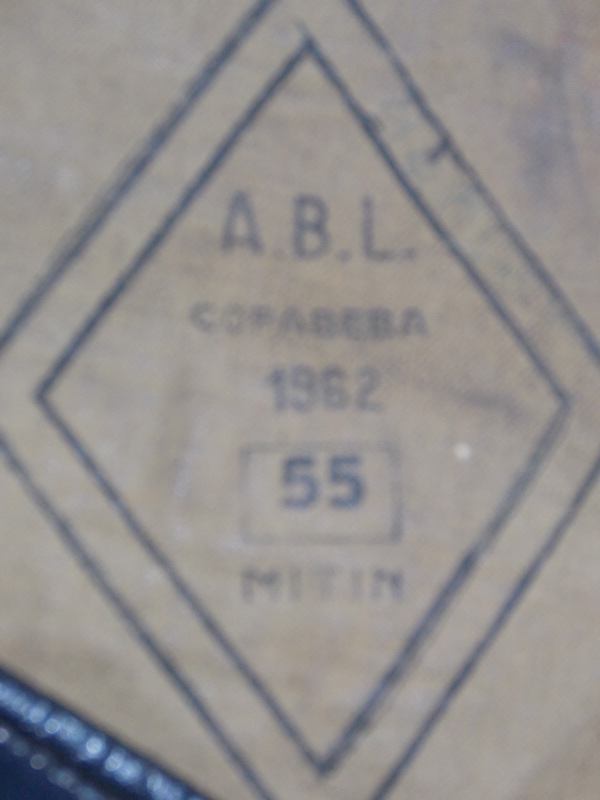 A.B.L.
COPABEBA
1962
55
MITIN